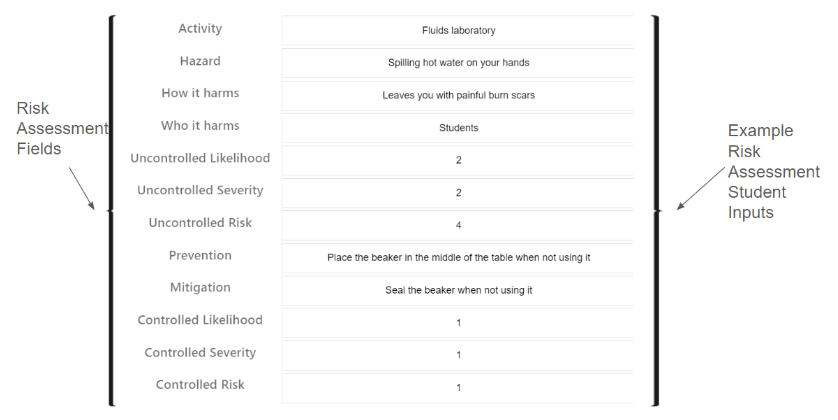 Risk
Assessment
Fields
Activity Fluids laboratory
Hazard Spilling hot water on your hands
How it harms Leaves you with painful burn scars
Who it harms Students
Uncontrolled Likelihood 2
Uncontrolled Severity 2
Uncontrolled Risk 4
Prevention Place the beaker in the middle of the table when not using it
Mitigation Seal the beaker when not using it
Controlled Likelihood 1
Controlled Severity 1
Controlled Risk 1
Example
Risk
Assessment
Student
Inputs